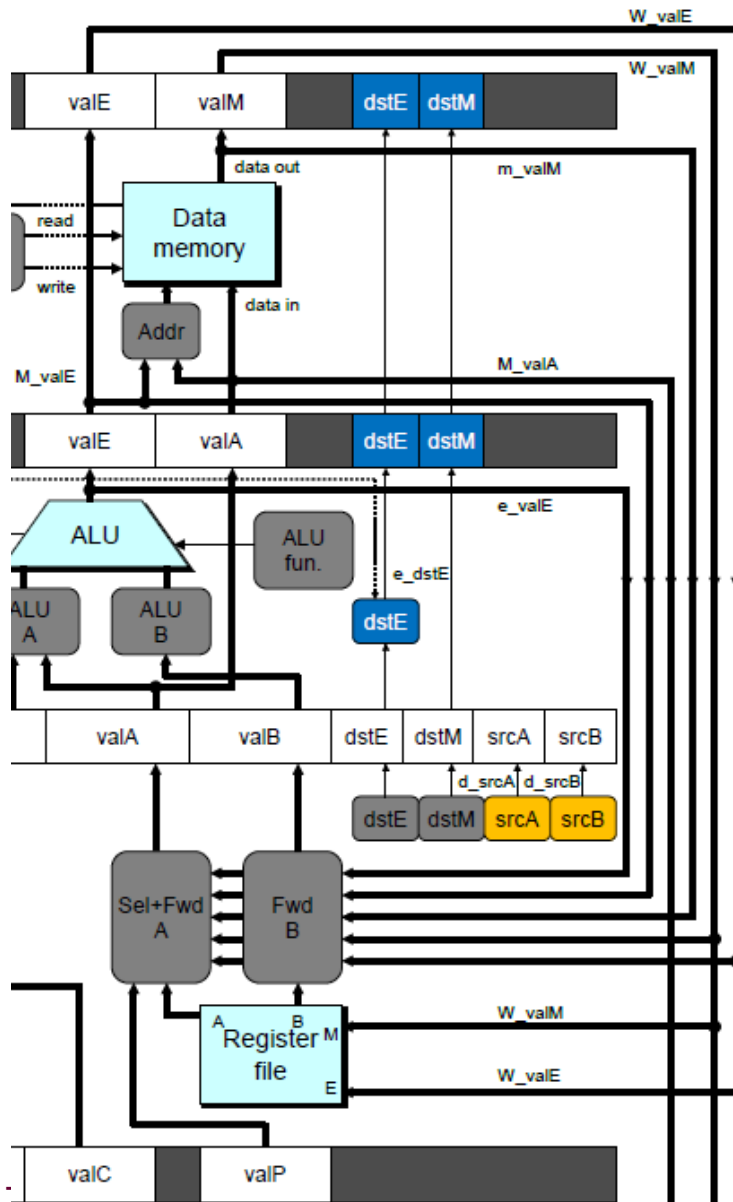 W_valE
W_valM
valE valM dstE dstM
data out m_valM
read
Data
memory
write
data in
Addr
M_valE M_valA
valE valA dstE dstM
e_valE
ALU ALU
fun.
e_dstE
ALU
A
ALU
B
dstE
valA valB dstE dstM srcA srcB
d_srcA d_srcB
dstE dstM srcA srcB
Sel+Fwd
A
Fwd
B
W_valM
A B M
Register
file
E
W_valE
valC valP